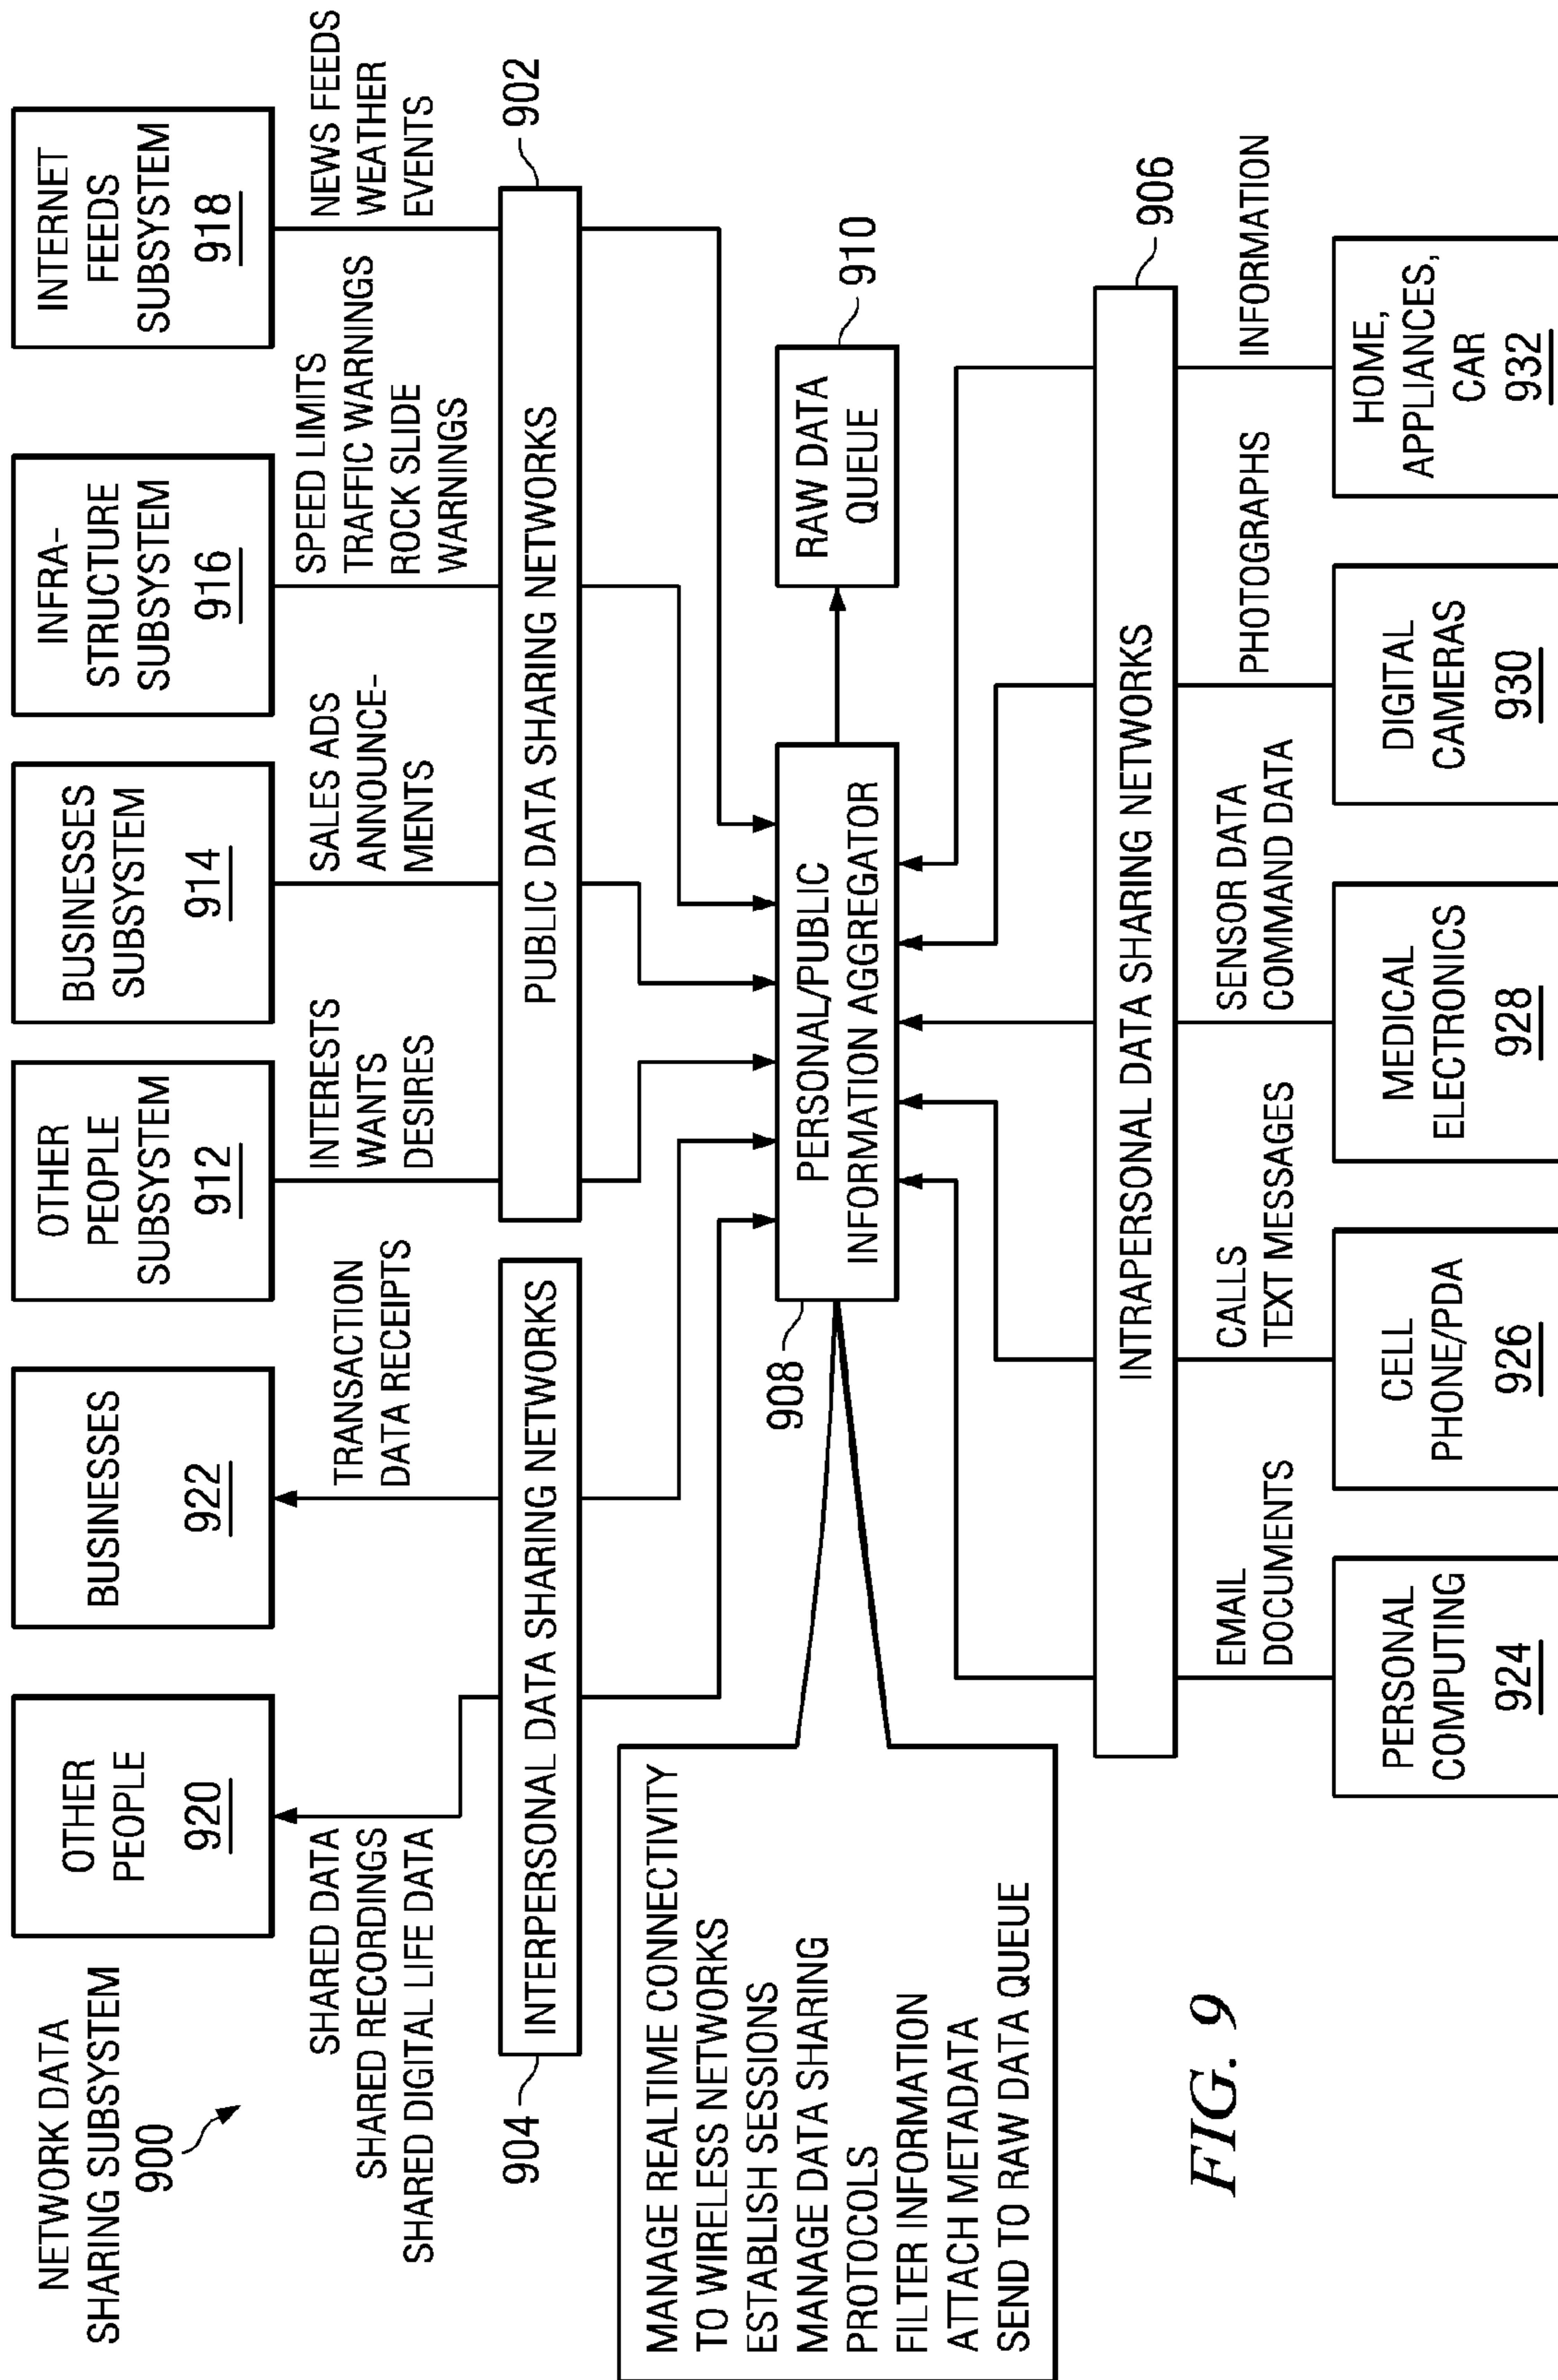 NETWORK DATA
SHARING SUBSYSTEM
900
OTHER
PEOPLE
920
BUSINESSES
922
OTHER
PEOPLE
SUBSYSTEM
912
BUSINESSES
SUBSYSTEM
914
INFRA-
STRUCTURE
SUBSYSTEM
916
INTERNET
FEEDS
SUBSYSTEM
918
SHARED DATA
SHARED RECORDINGS
SHARED DIGITAL LIFE DATA
TRANSACTION
DATA RECEIPTS
INTERESTS
WANTS
DESIRES
SALES ADS
ANNOUNCE-
MENTS
SPEED LIMITS
TRAFFIC WARNINGS
ROCK SLIDE
WARNINGS
NEWS FEEDS
WEATHER
EVENTS
904
INTERPERSONAL DATA SHARING NETWORKS
PUBLIC DATA SHARING NETWORKS
902
MANAGE REALTIME CONNECTIVITY
TO WIRELESS NETWORKS
ESTABLISH SESSIONS
MANAGE DATA SHARING
PROTOCOLS
FILTER INFORMATION
ATTACH METADATA
SEND TO RAW DATA QUEUE
908
PERSONAL/PUBLIC
INFORMATION AGGREGATOR
RAW DATA
QUEUE
910
INTRAPERSONAL DATA SHARING NETWORKS
906
EMAIL
DOCUMENTS
CALLS
TEXT MESSAGES
SENSOR DATA
COMMAND DATA
PHOTOGRAPHS
INFORMATION
PERSONAL
COMPUTING
924
CELL
PHONE/PDA
926
MEDICAL
ELECTRONICS
928
DIGITAL
CAMERAS
930
HOME,
APPLIANCES,
CAR
932
FIG. 9